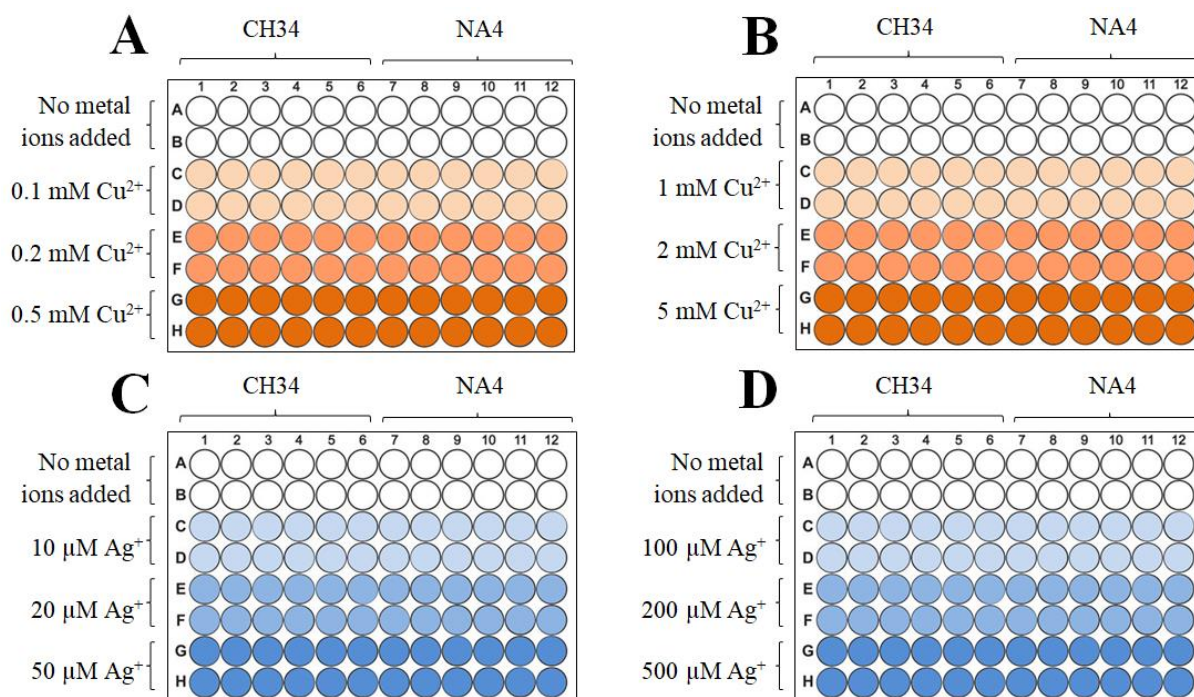 A
CH34 NA4
1 2 3 4 5 6 7 8 9 10 11 12
No metal
ions added
A
B
0.1 mM Cu²⁺
C
D
0.2 mM Cu²⁺
E
F
0.5 mM Cu²⁺
G
H
B
CH34 NA4
1 2 3 4 5 6 7 8 9 10 11 12
No metal
ions added
A
B
1 mM Cu²⁺
C
D
2 mM Cu²⁺
E
F
5 mM Cu²⁺
G
H
C
CH34 NA4
1 2 3 4 5 6 7 8 9 10 11 12
No metal
ions added
A
B
10 µM Ag⁺
C
D
20 µM Ag⁺
E
F
50 µM Ag⁺
G
H
D
CH34 NA4
1 2 3 4 5 6 7 8 9 10 11 12
No metal
ions added
A
B
100 µM Ag⁺
C
D
200 µM Ag⁺
E
F
500 µM Ag⁺
G
H